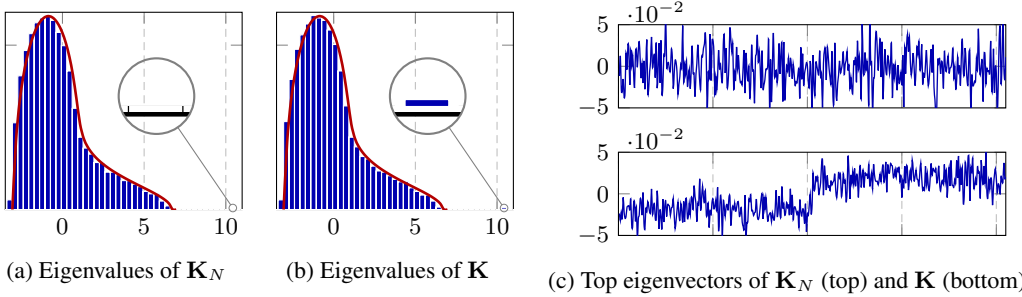 0 5 10
(a) Eigenvalues of K_N
0 5 10
(b) Eigenvalues of K
·10⁻²
5
0
−5
·10⁻²
5
0
−5
(c) Top eigenvectors of K_N (top) and K (bottom)